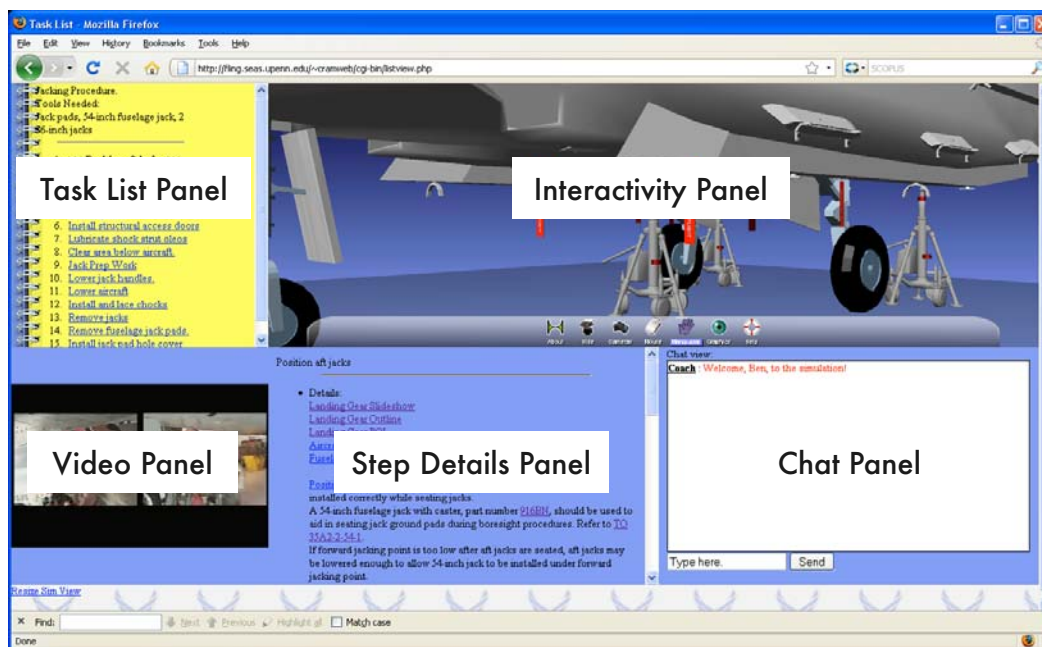 Task List - Mozilla Firefox
File Edit View History Bookmarks Tools Help
http://fling.seas.upenn.edu/~cramweb/cgi-bin/listview.php
SCOPUS
Jacking Procedure.
Tools Needed:
Jack pads, 54-inch fuselage jack, 2
86-inch jacks
Task List Panel
6. Install structural access doors
7. Lubricate shock strut oleos
8. Clear area below aircraft.
9. Jack Prep Work
10. Lower jack handles.
11. Lower aircraft
12. Install and lace chocks
13. Remove jacks
14. Remove fuselage jack pads.
15. Install jack pad hole cover
Interactivity Panel
About
Help
Video Panel
Position aft jacks
• Details:
Landing Gear Slideshow
Landing Gear Outline
Landing Gear
Step Details Panel
installed correctly while seating jacks.
A 54-inch fuselage jack with caster, part number 916EN, should be used to
aid in seating jack ground pads during boresight procedures. Refer to TO
35A2-2-54-1.
If forward jacking point is too low after aft jacks are seated, aft jacks may
be lowered enough to allow 54-inch jack to be installed under forward
jacking point.
Chat view:
Coach : Welcome, Ben, to the simulation!
Chat Panel
Type here.
Send
Resize Sim View
Find:
Next Previous Highlight all Match case
Done